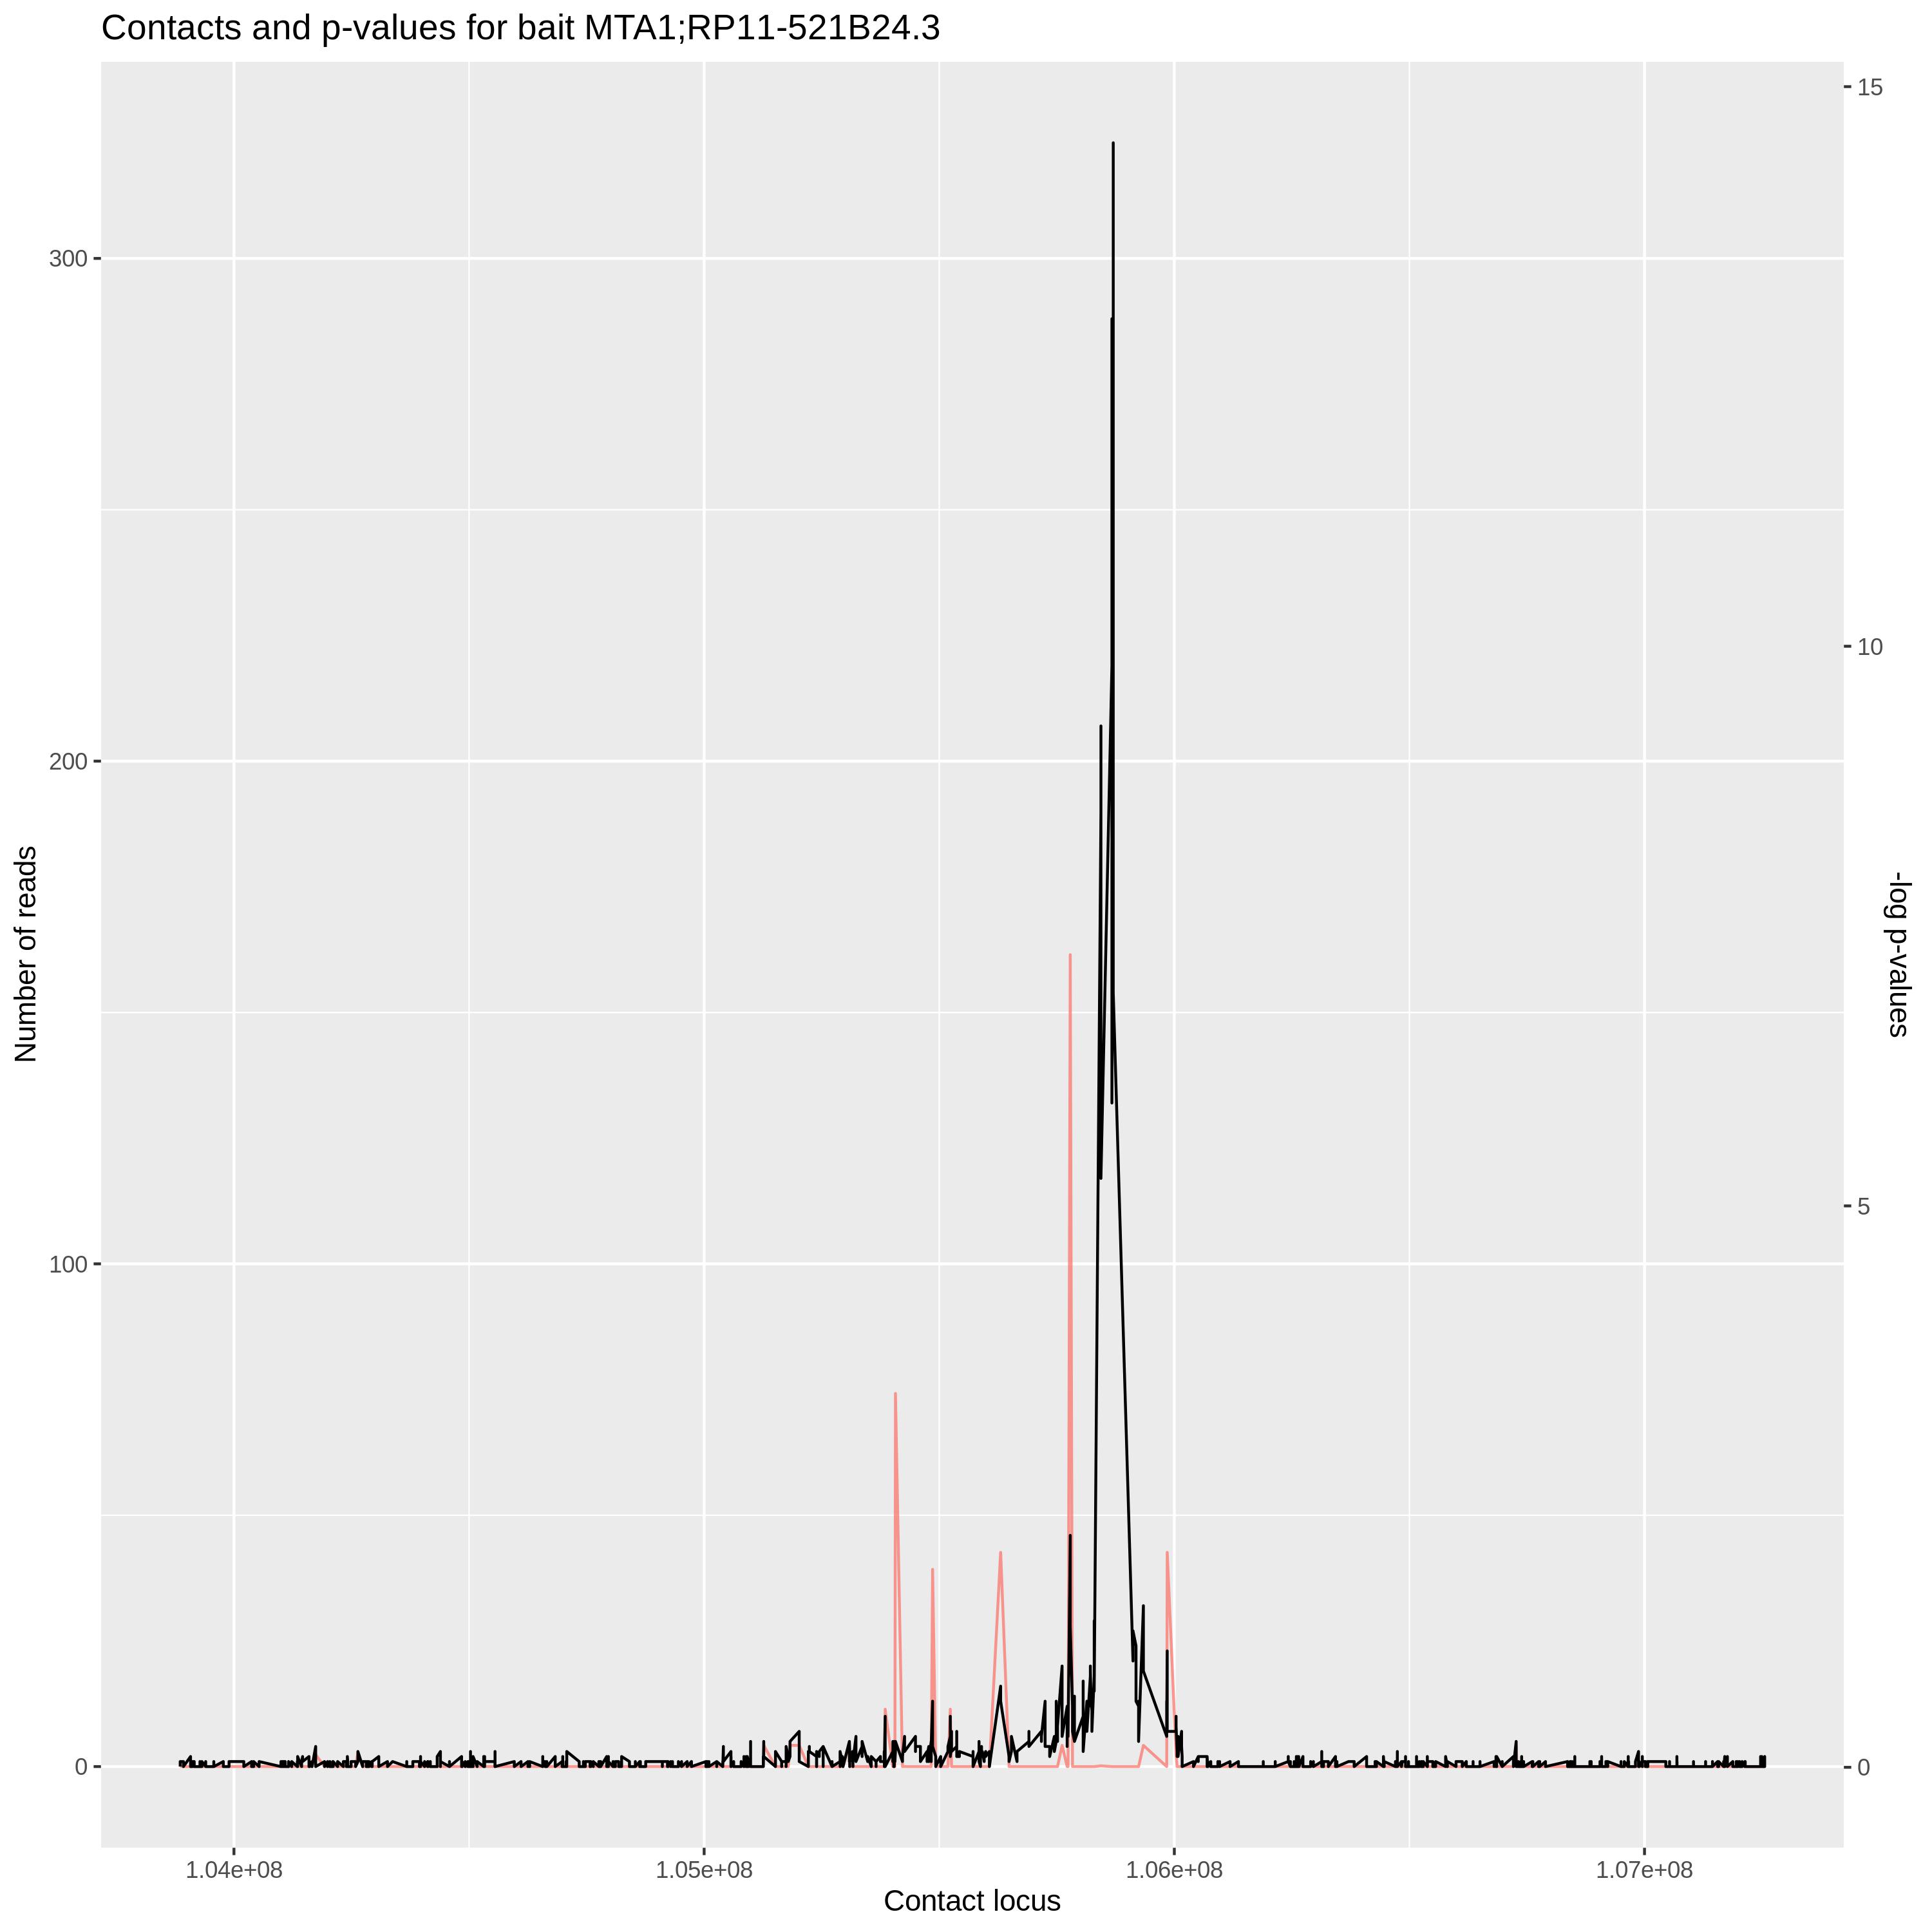 Contacts and p-values for bait MTA1;RP11-521B24.3
Number of reads
300
200
100
0
15
10
5
0
-log p-values
1.04e+08
1.05e+08
1.06e+08
1.07e+08
Contact locus